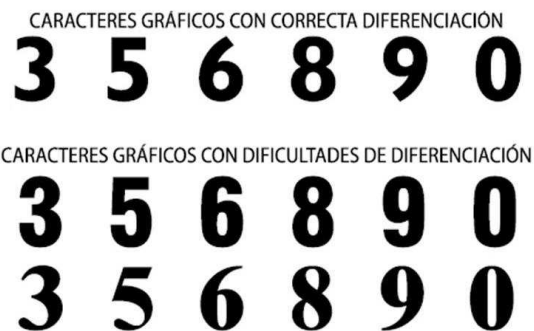 CARACTERES GRÁFICOS CON CORRECTA DIFERENCIACIÓN
3 5 6 8 9 0
CARACTERES GRÁFICOS CON DIFICULTADES DE DIFERENCIACIÓN
3 5 6 8 9 0
3 5 6 8 9 0